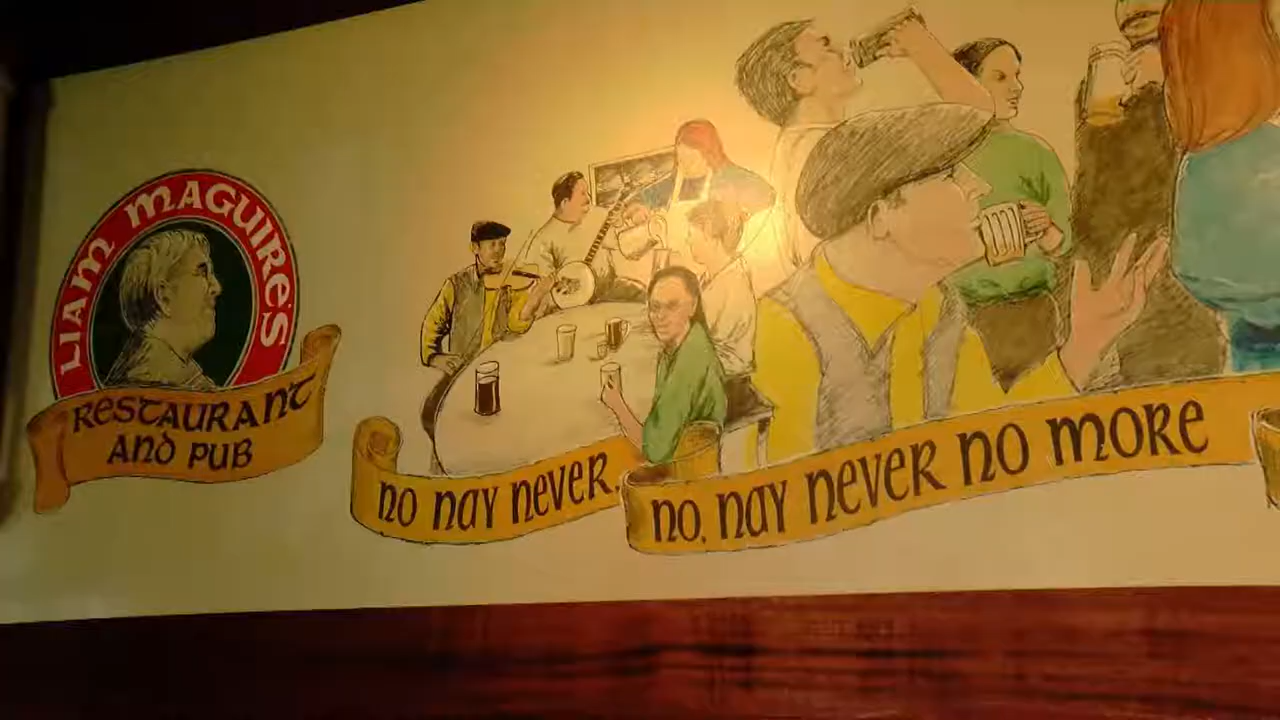 LIAM MAGUIRE'S
RESTAURANT
AND PUB
NO NAY NEVER.
NO, NAY NEVER NO MORE